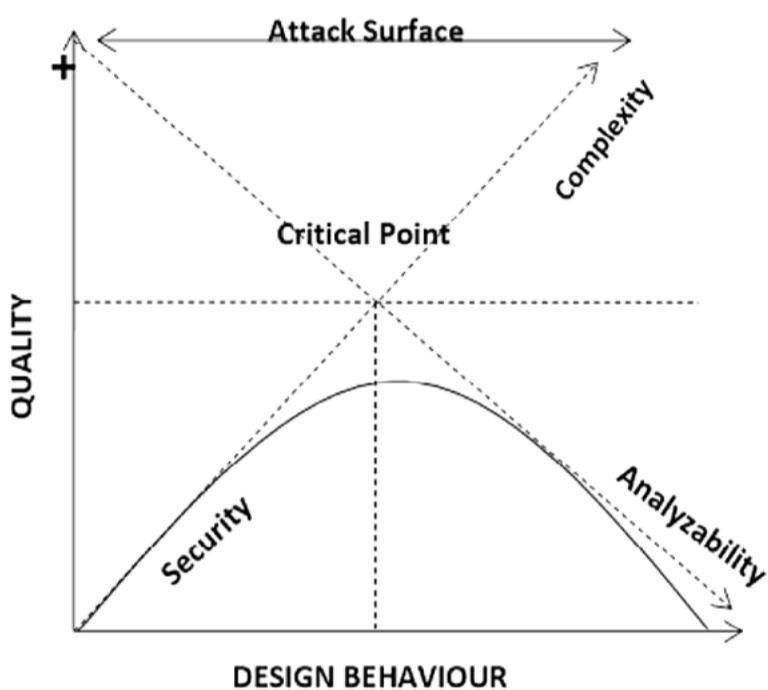 Attack Surface
+
Complexity
Critical Point
QUALITY
Security
Analyzability
DESIGN BEHAVIOUR